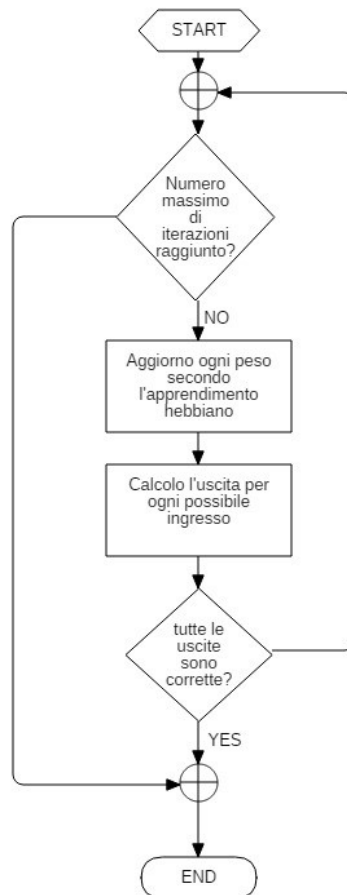 START
Numero
massimo
di
iterazioni
raggiunto?
NO
Aggiorno ogni peso
secondo
l'apprendimento
hebbiano
Calcolo l'uscita per
ogni possibile
ingresso
tutte le
uscite
sono
corrette?
YES
END